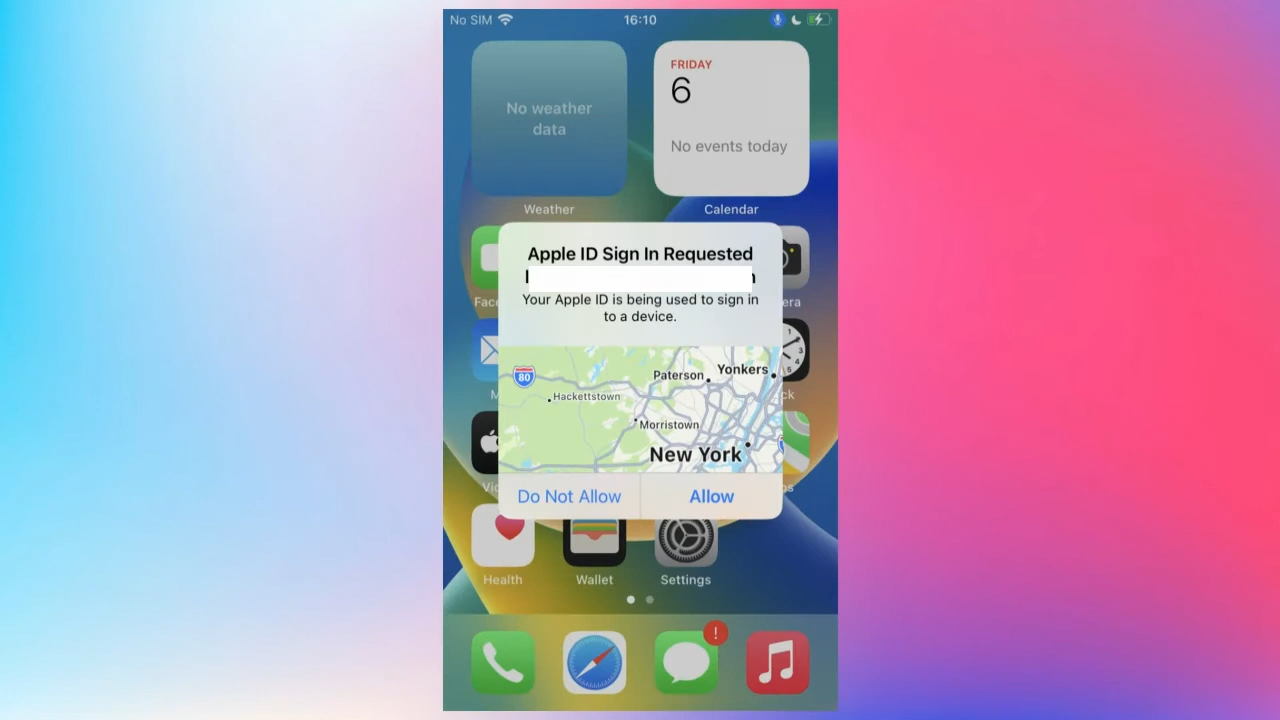 No SIM
16:10
No weather
data
FRIDAY
6
No events today
Weather
Calendar
Apple ID Sign In Requested
Your Apple ID is being used to sign in
to a device.
80
Paterson
Yonkers
Hackettstown
Morristown
New York
Do Not Allow
Allow
Health
Wallet
Settings
!